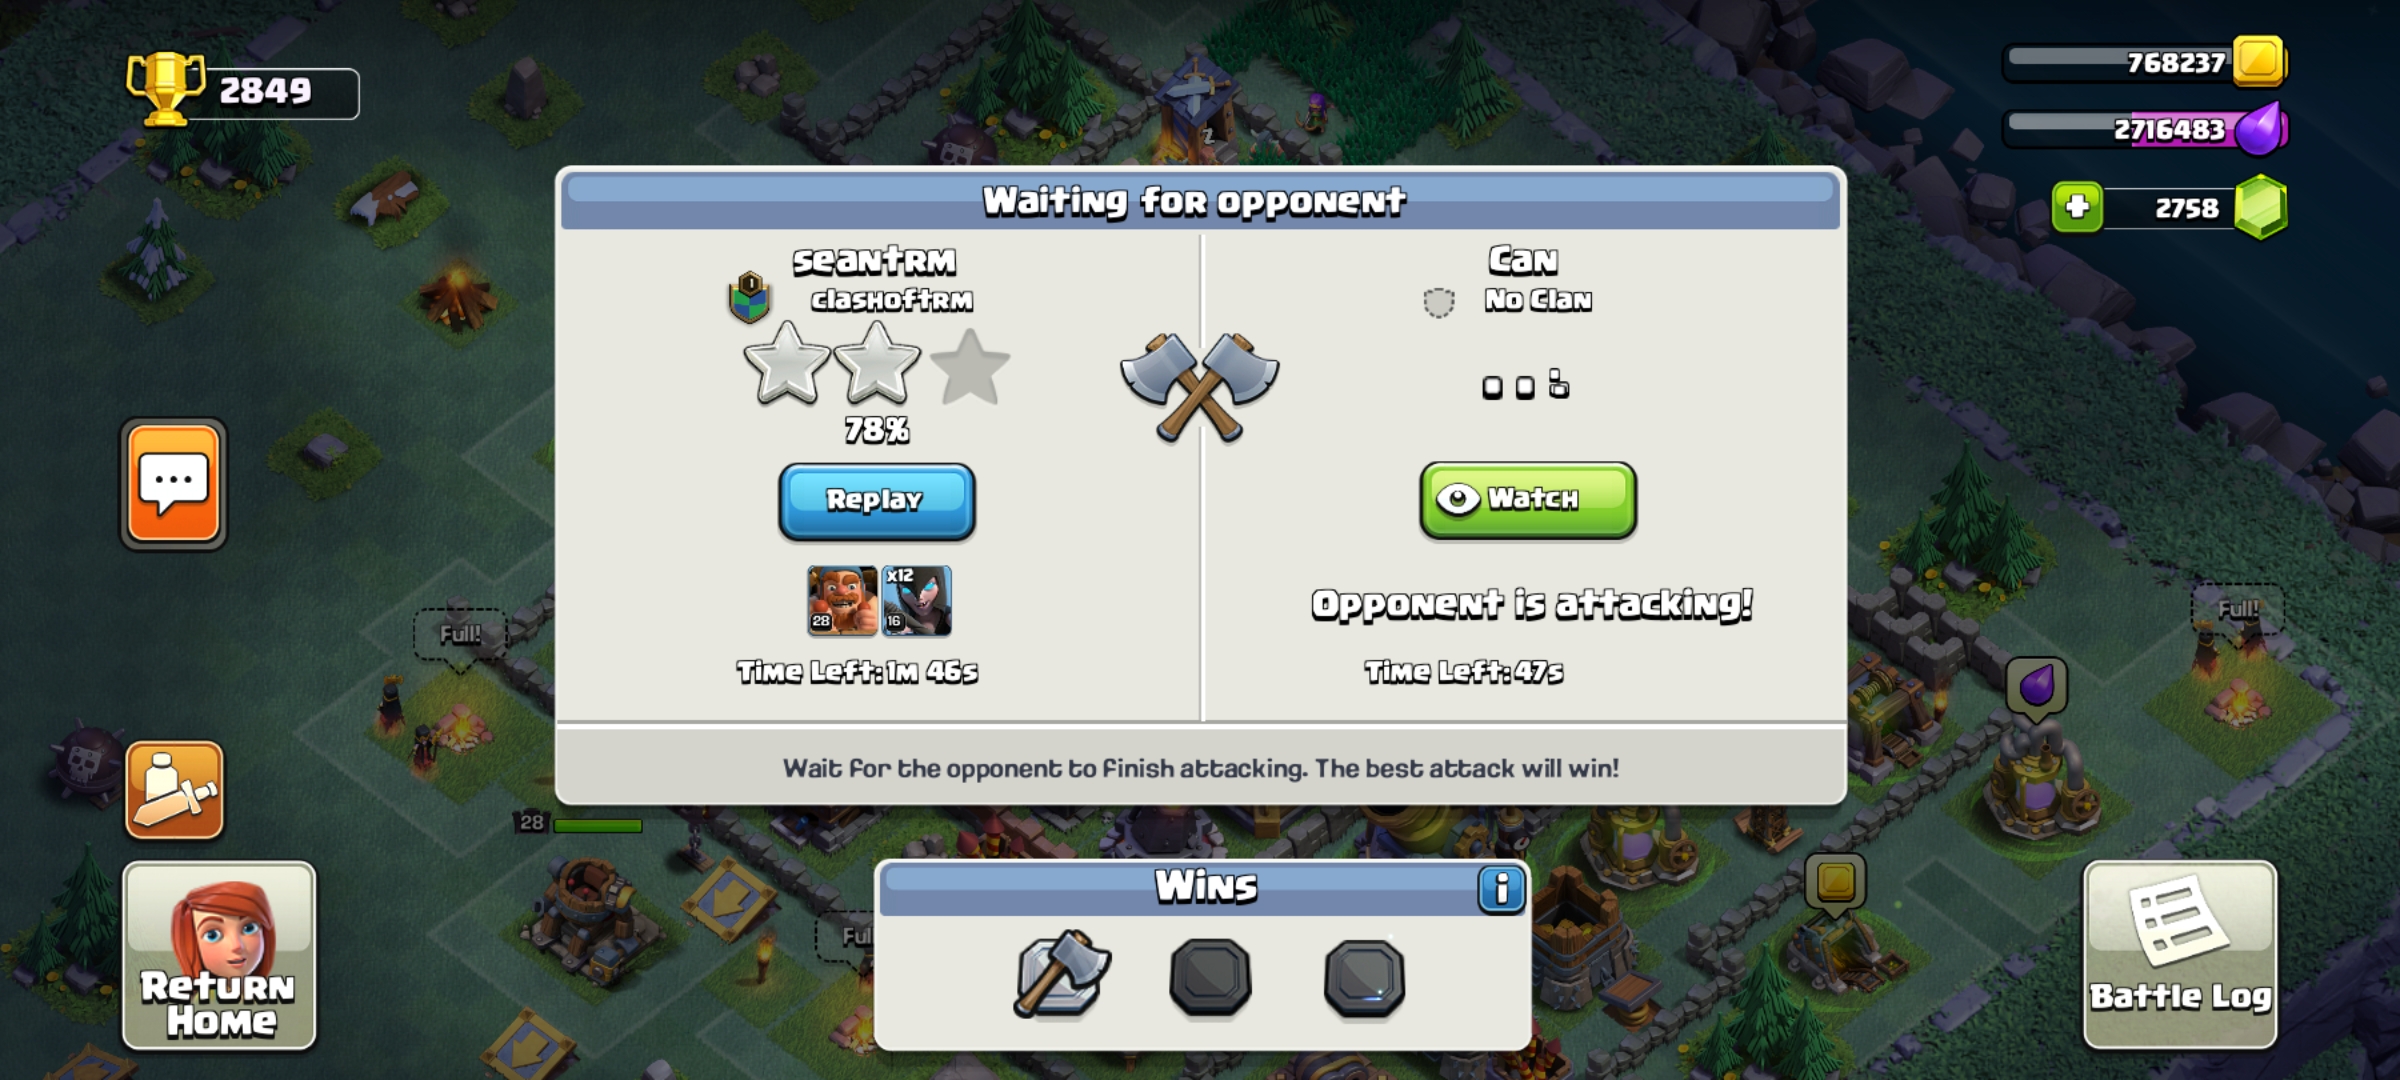 2849
768237
2716483
2758
Waiting for opponent
seantrm
clashoftrm
1
78%
Replay
x12
28
16
Time Left: 1m 46s
Can
No Clan
Watch
Opponent is attacking!
Time Left: 47s
Wait for the opponent to finish attacking. The best attack will win!
z
Full!
Full!
28
Wins
i
Return
Home
Battle Log